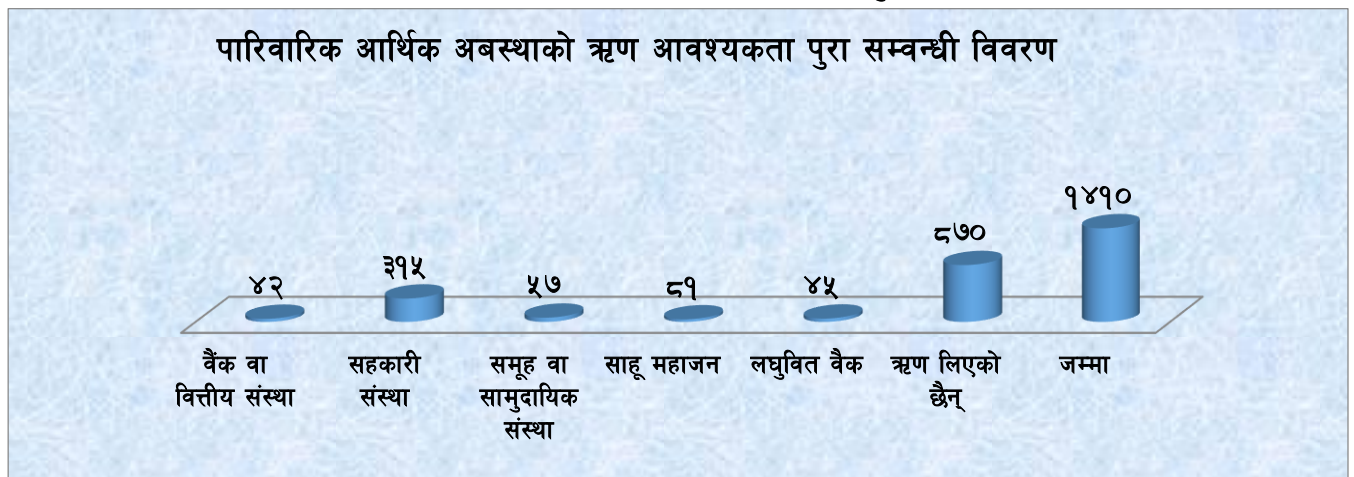 पारिवारिक आर्थिक अबस्थाको ऋण आवश्यकता पुरा सम्वन्धी विवरण
४२
३१५
५७
८१
४५
८७०
१४१०
वैंक वा
वित्तीय संस्था
सहकारी
संस्था
समूह वा
सामुदायिक
संस्था
साहू महाजन
लघुवित वैक
ऋण लिएको
छैन्
जम्मा